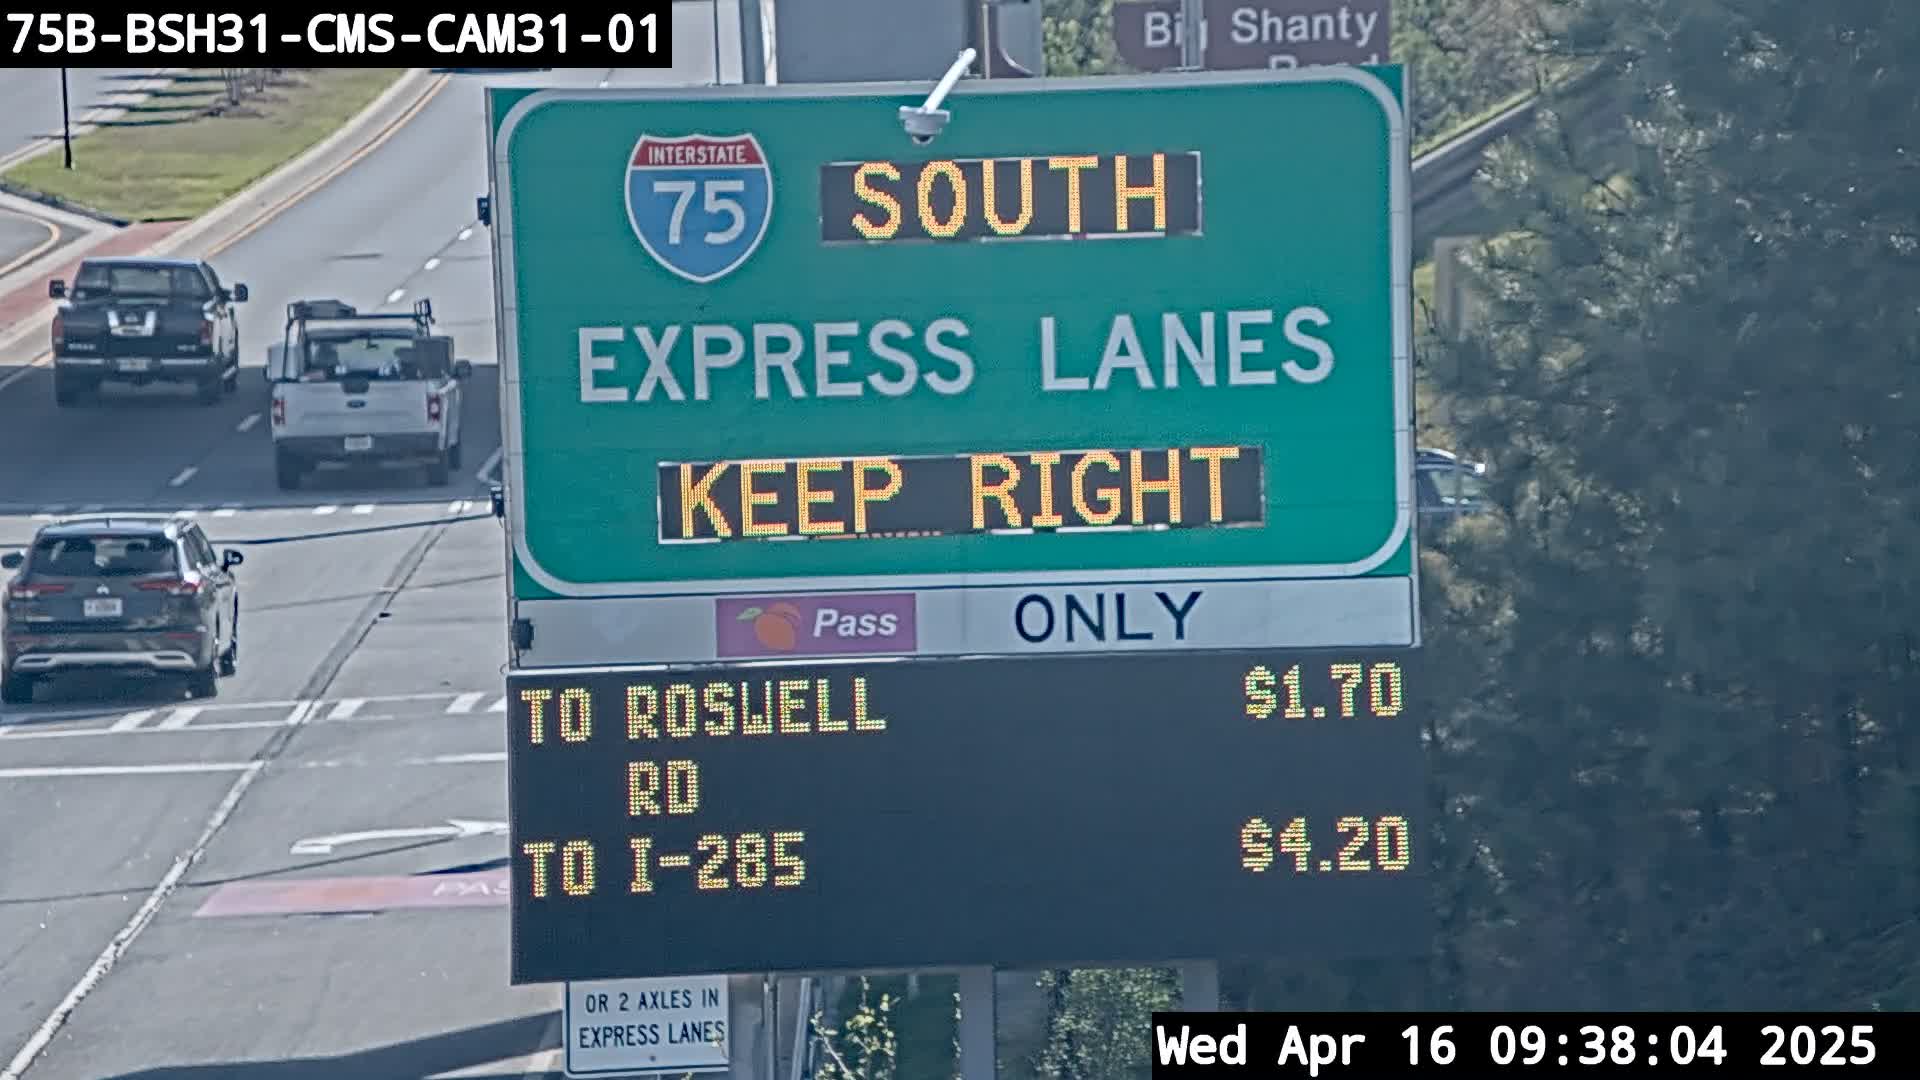 75B-BSH31-CMS-CAM31-01
Big Shanty
Road
INTERSTATE
75
SOUTH
EXPRESS LANES
KEEP RIGHT
Pass ONLY
TO ROSWELL $1.70
RD
TO I-285 $4.20
PAS
OR 2 AXLES IN
EXPRESS LANES
Wed Apr 16 09:38:04 2025